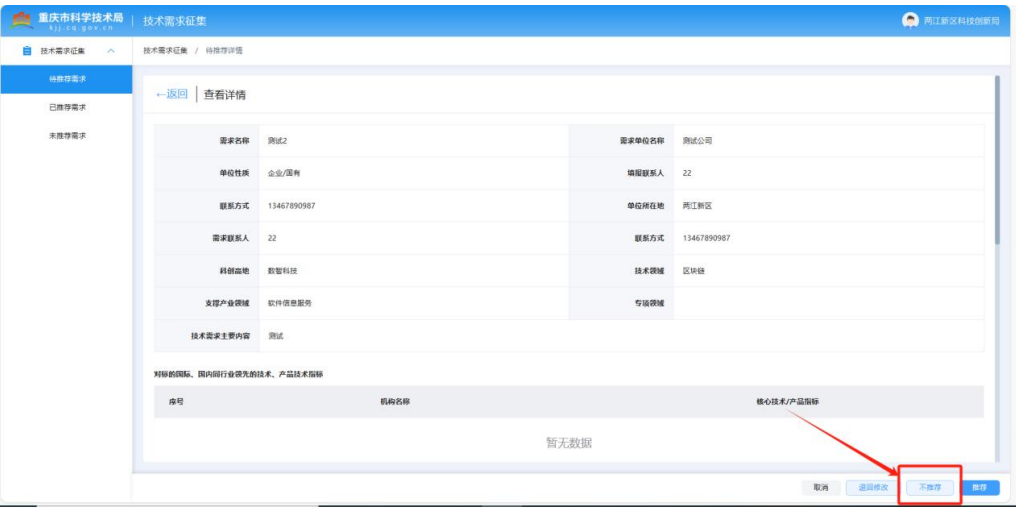 重庆市科学技术局 | 技术需求征集
kjj.cq.gov.cn
两江新区科技创新局
技术需求征集
技术需求征集 / 待推荐详情
待推荐需求
已推荐需求
未推荐需求
←返回 | 查看详情
需求名称 测试2 需求单位名称 测试公司
单位性质 企业/国有 填报联系人 22
联系方式 13467890987 单位所在地 两江新区
需求联系人 22 联系方式 13467890987
科创高地 数智科技 技术领域 区块链
支撑产业领域 软件信息服务 专项领域
技术需求主要内容 测试
对标的国际、国内同行业领先的技术、产品技术指标
序号 机构名称 核心技术/产品指标
暂无数据
取消 退回修改 不推荐 推荐